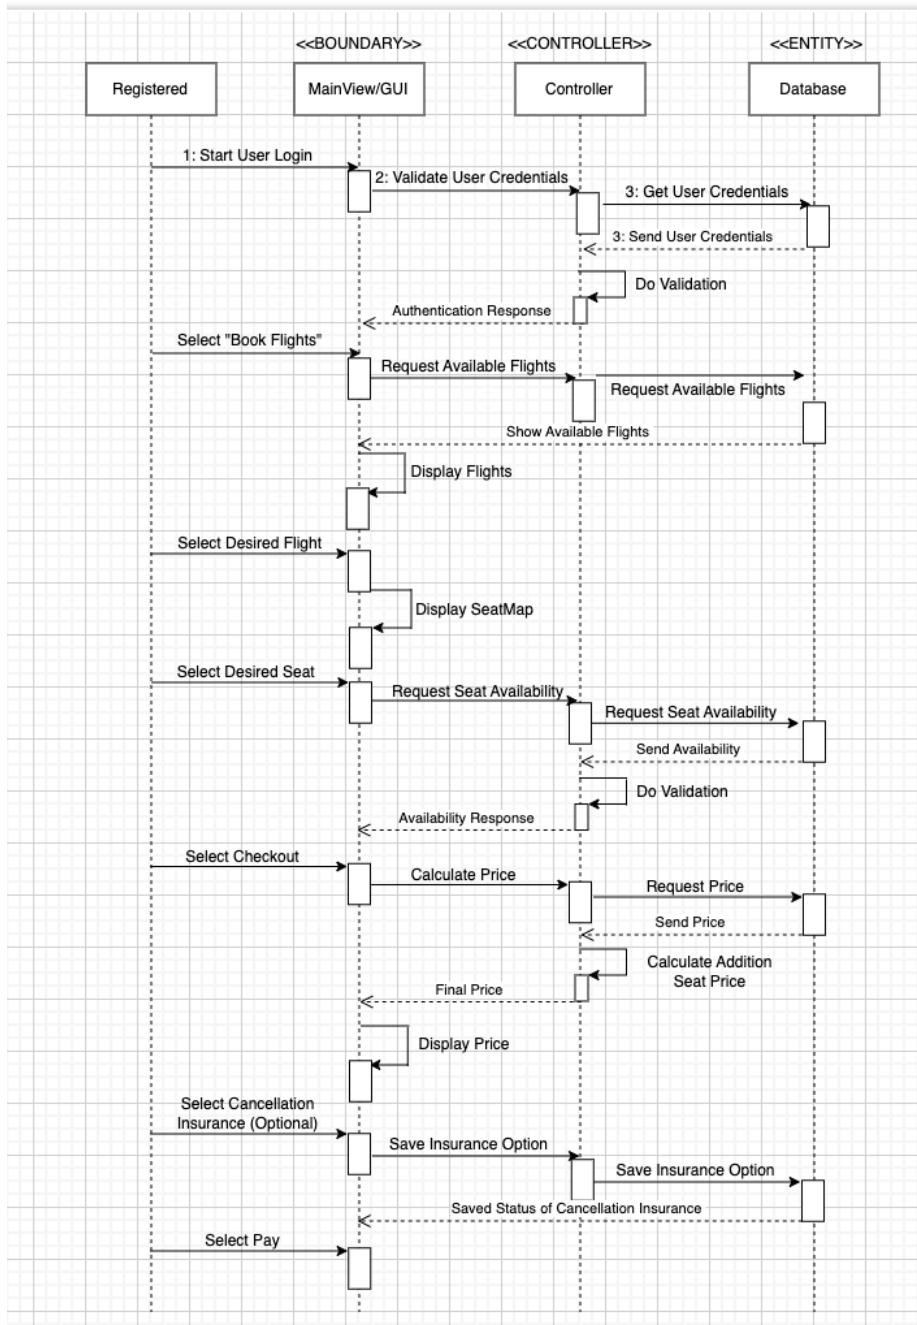 <<BOUNDARY>>
<<CONTROLLER>>
<<ENTITY>>
Registered
MainView/GUI
Controller
Database
1: Start User Login
2: Validate User Credentials
3: Get User Credentials
3: Send User Credentials
Do Validation
Authentication Response
Select "Book Flights"
Request Available Flights
Request Available Flights
Show Available Flights
Display Flights
Select Desired Flight
Display SeatMap
Select Desired Seat
Request Seat Availability
Request Seat Availability
Send Availability
Do Validation
Availability Response
Select Checkout
Calculate Price
Request Price
Send Price
Calculate Addition
Seat Price
Final Price
Display Price
Select Cancellation
Insurance (Optional)
Save Insurance Option
Save Insurance Option
Saved Status of Cancellation Insurance
Select Pay